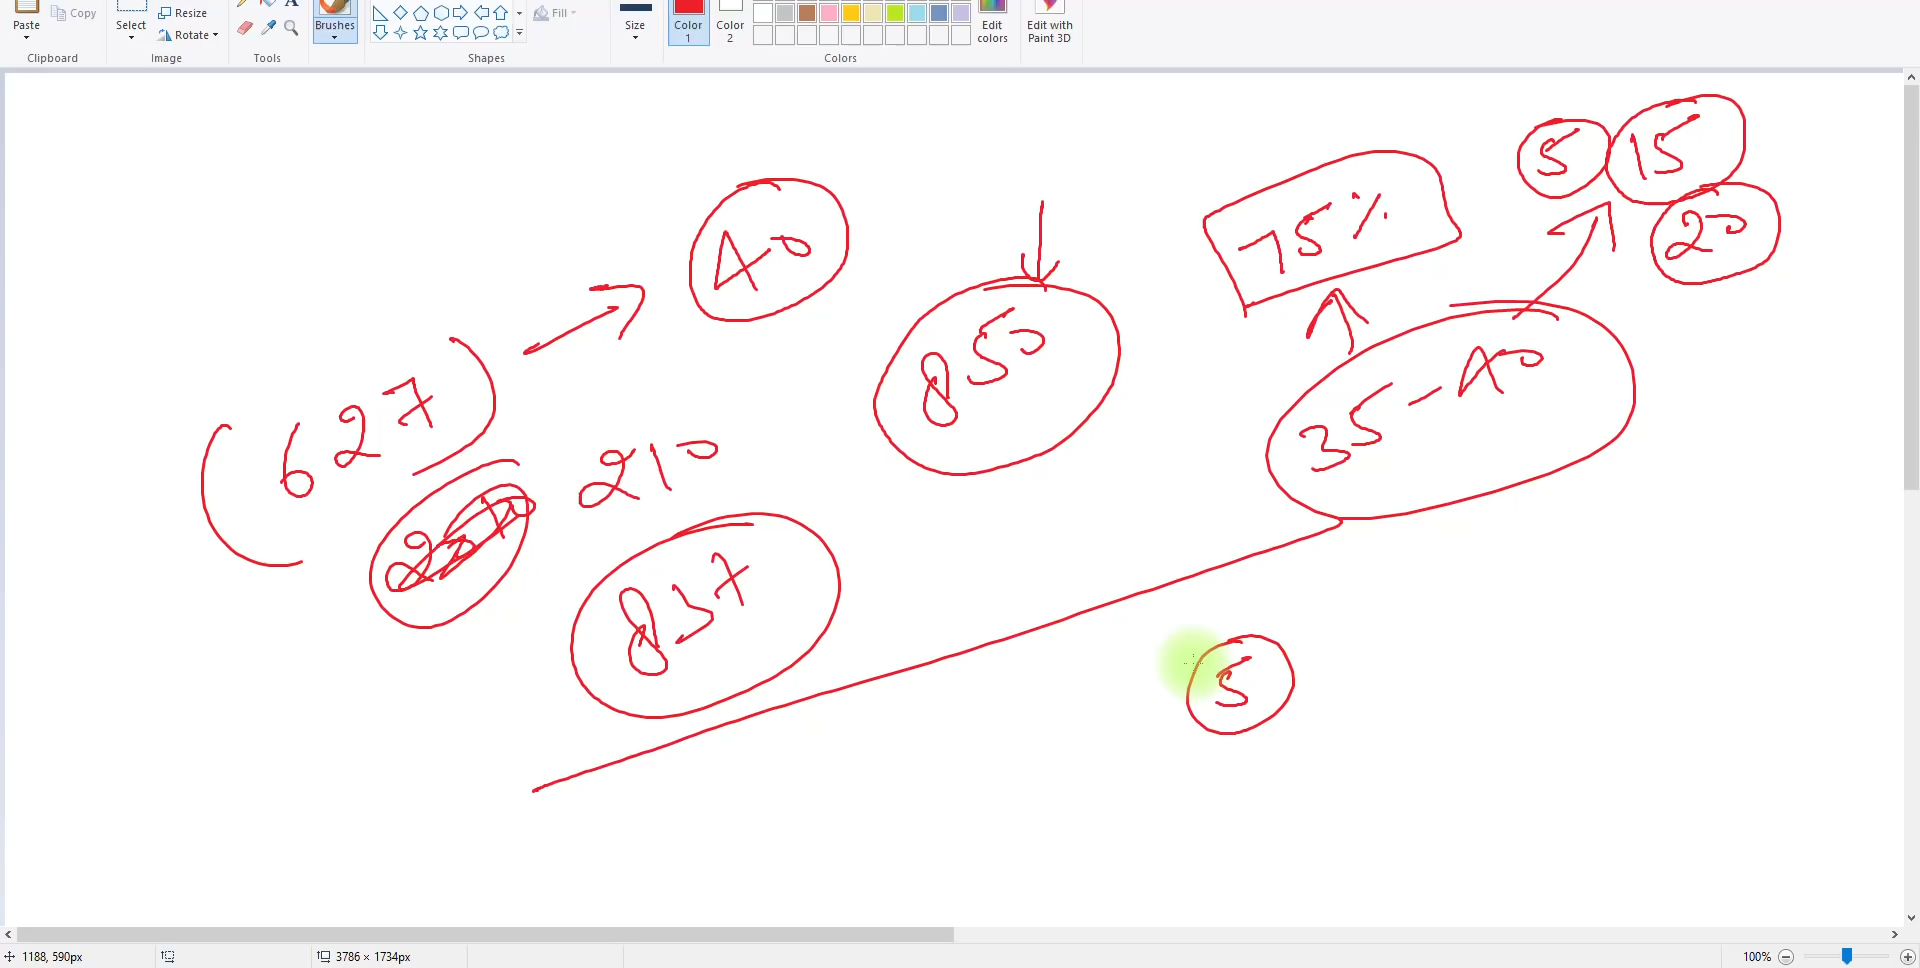 Paste
Copy
Select
Resize
Rotate
A
Brushes
Fill
Size
Color 1
Color 2
Edit colors
Edit with Paint 3D
Clipboard
Image
Tools
Shapes
Colors
5
15
20
75%
40
850
35-40
(627)
210
837
5
1188, 590px
3786 × 1734px
100%